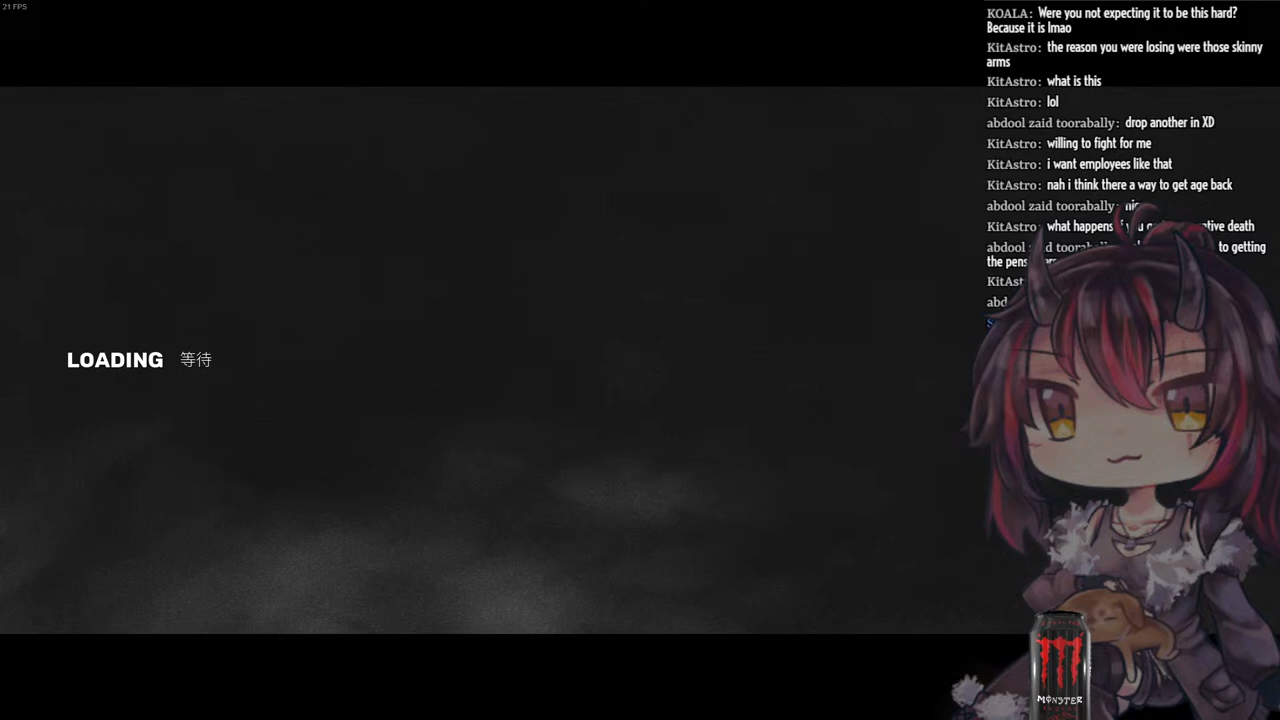 21 FPS
KOALA: Were you not expecting it to be this hard?
Because it is lmao
KitAstro: the reason you were losing were those skinny
arms
KitAstro: what is this
KitAstro: lol
abdool zaid toorabally: drop another in XD
KitAstro: willing to fight for me
KitAstro: i want employees like that
KitAstro: nah i think there a way to get age back
abdool zaid toorabally:
KitAstro: what happens death
abdool to getting
the
LOADING 等待
MONSTER